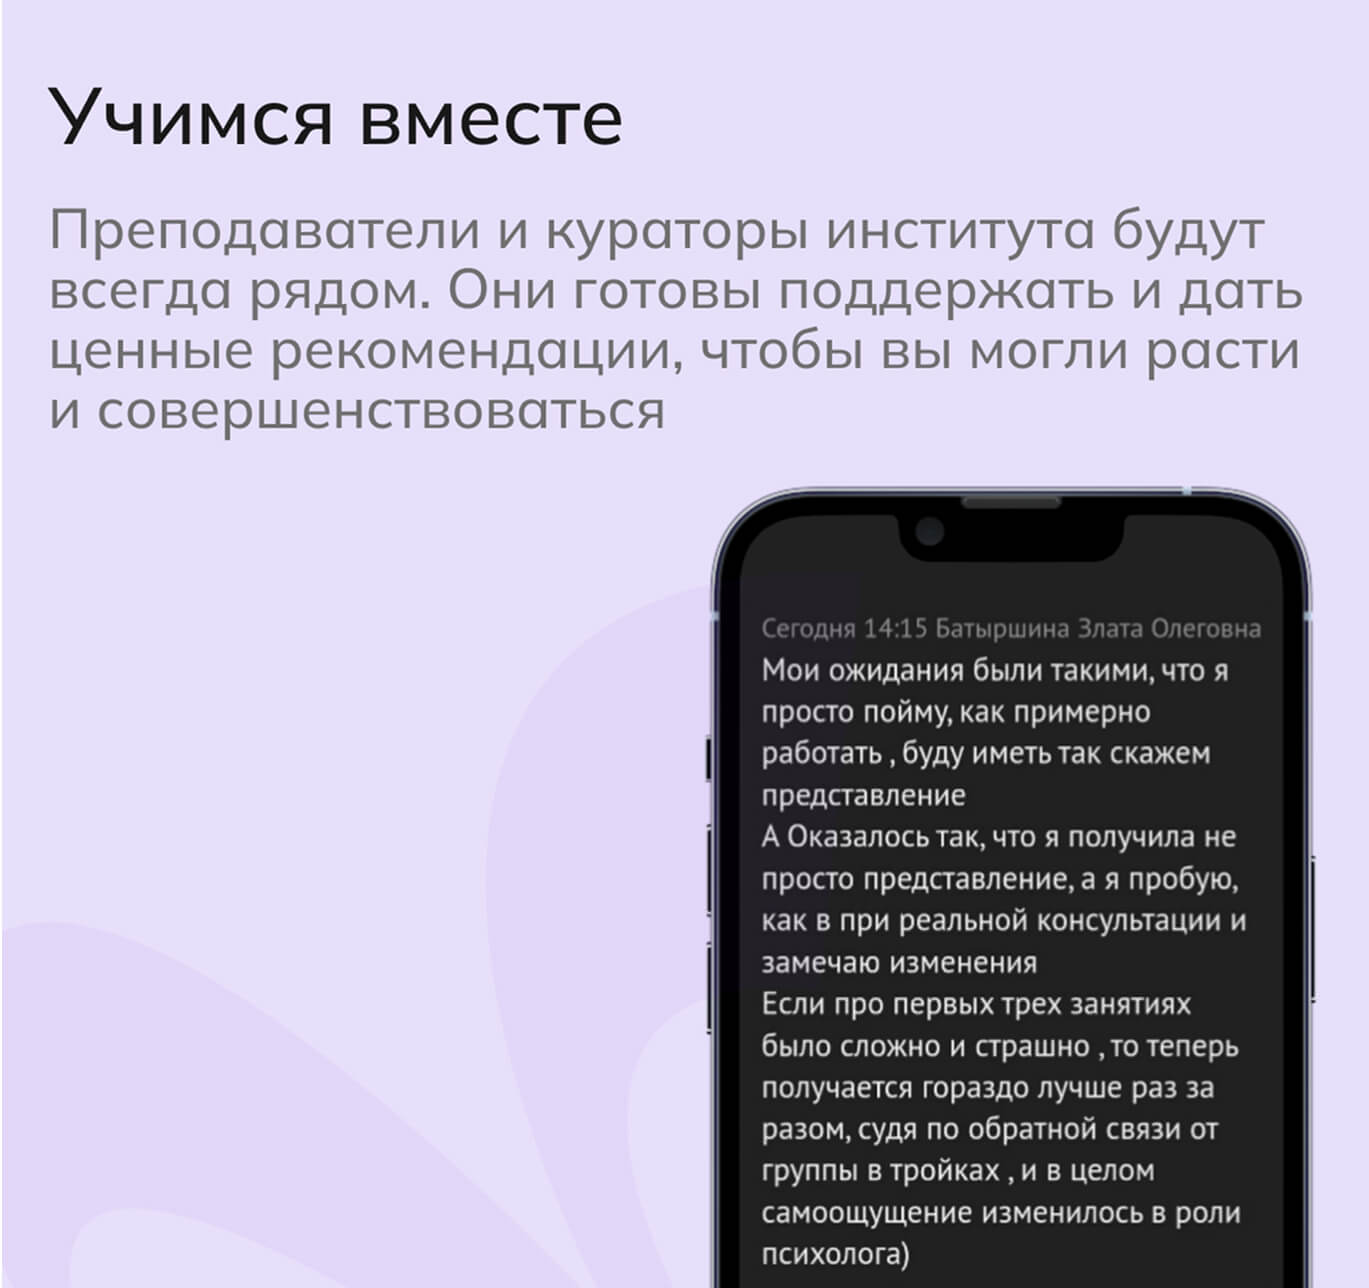 Учимся вместе
Преподаватели и кураторы института будут
всегда рядом. Они готовы поддержать и дать
ценные рекомендации, чтобы вы могли расти
и совершенствоваться
Сегодня 14:15 Батыршина Злата Олеговна
Мои ожидания были такими, что я
просто пойму, как примерно
работать , буду иметь так скажем
представление
А Оказалось так, что я получила не
просто представление, а я пробую,
как в при реальной консультации и
замечаю изменения
Если про первых трех занятиях
было сложно и страшно , то теперь
получается гораздо лучше раз за
разом, судя по обратной связи от
группы в тройках , и в целом
самоощущение изменилось в роли
психолога)